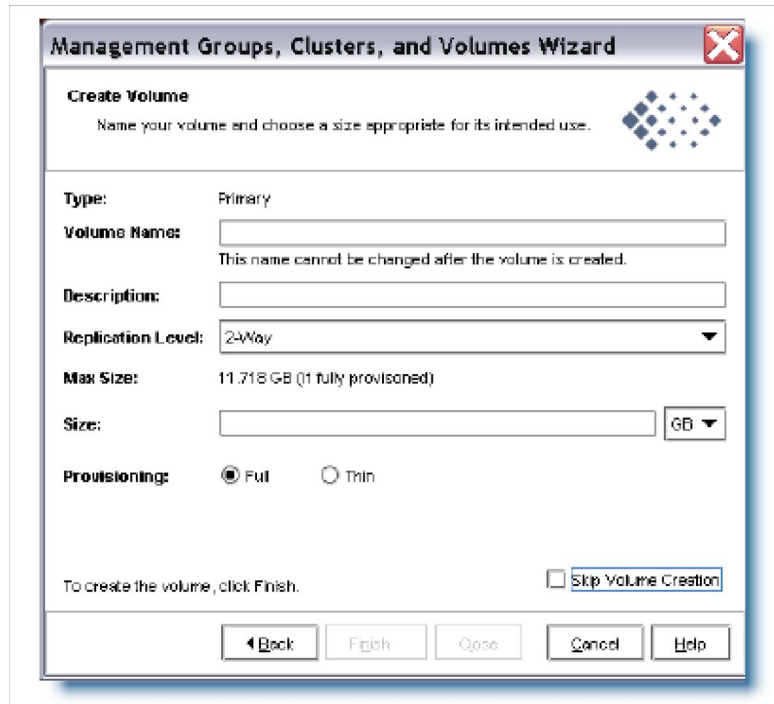 Management Groups, Clusters, and Volumes Wizard
Create Volume
Name your volume and choose a size appropriate for its intended use.
Type: Primary
Volume Name:
This name cannot be changed after the volume is created.
Description:
Replication Level: 2-Way
Max Size: 11.718 GB (if fully provisoned)
Size: GB
Provisioning: Full Thin
To create the volume, click Finish. Skip Volume Creation
Back Finish Close Cancel Help